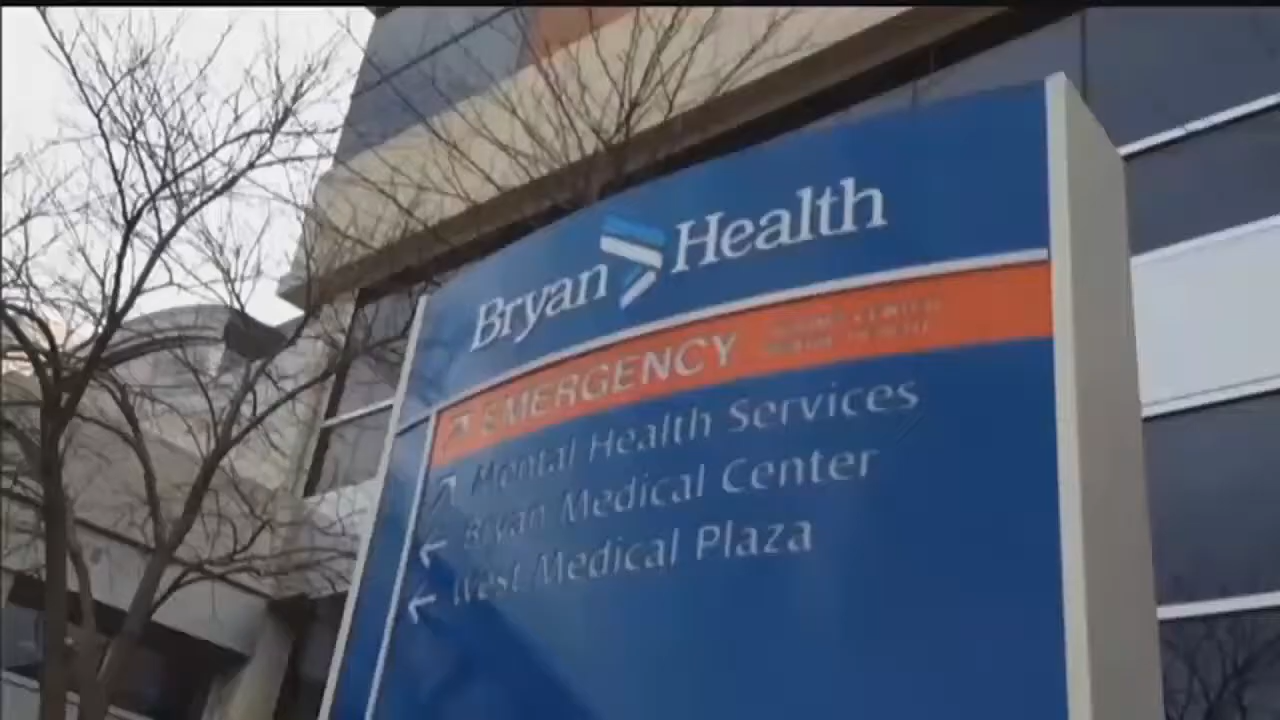 Bryan Health
EMERGENCY
Mental Health Services
Bryan Medical Center
West Medical Plaza